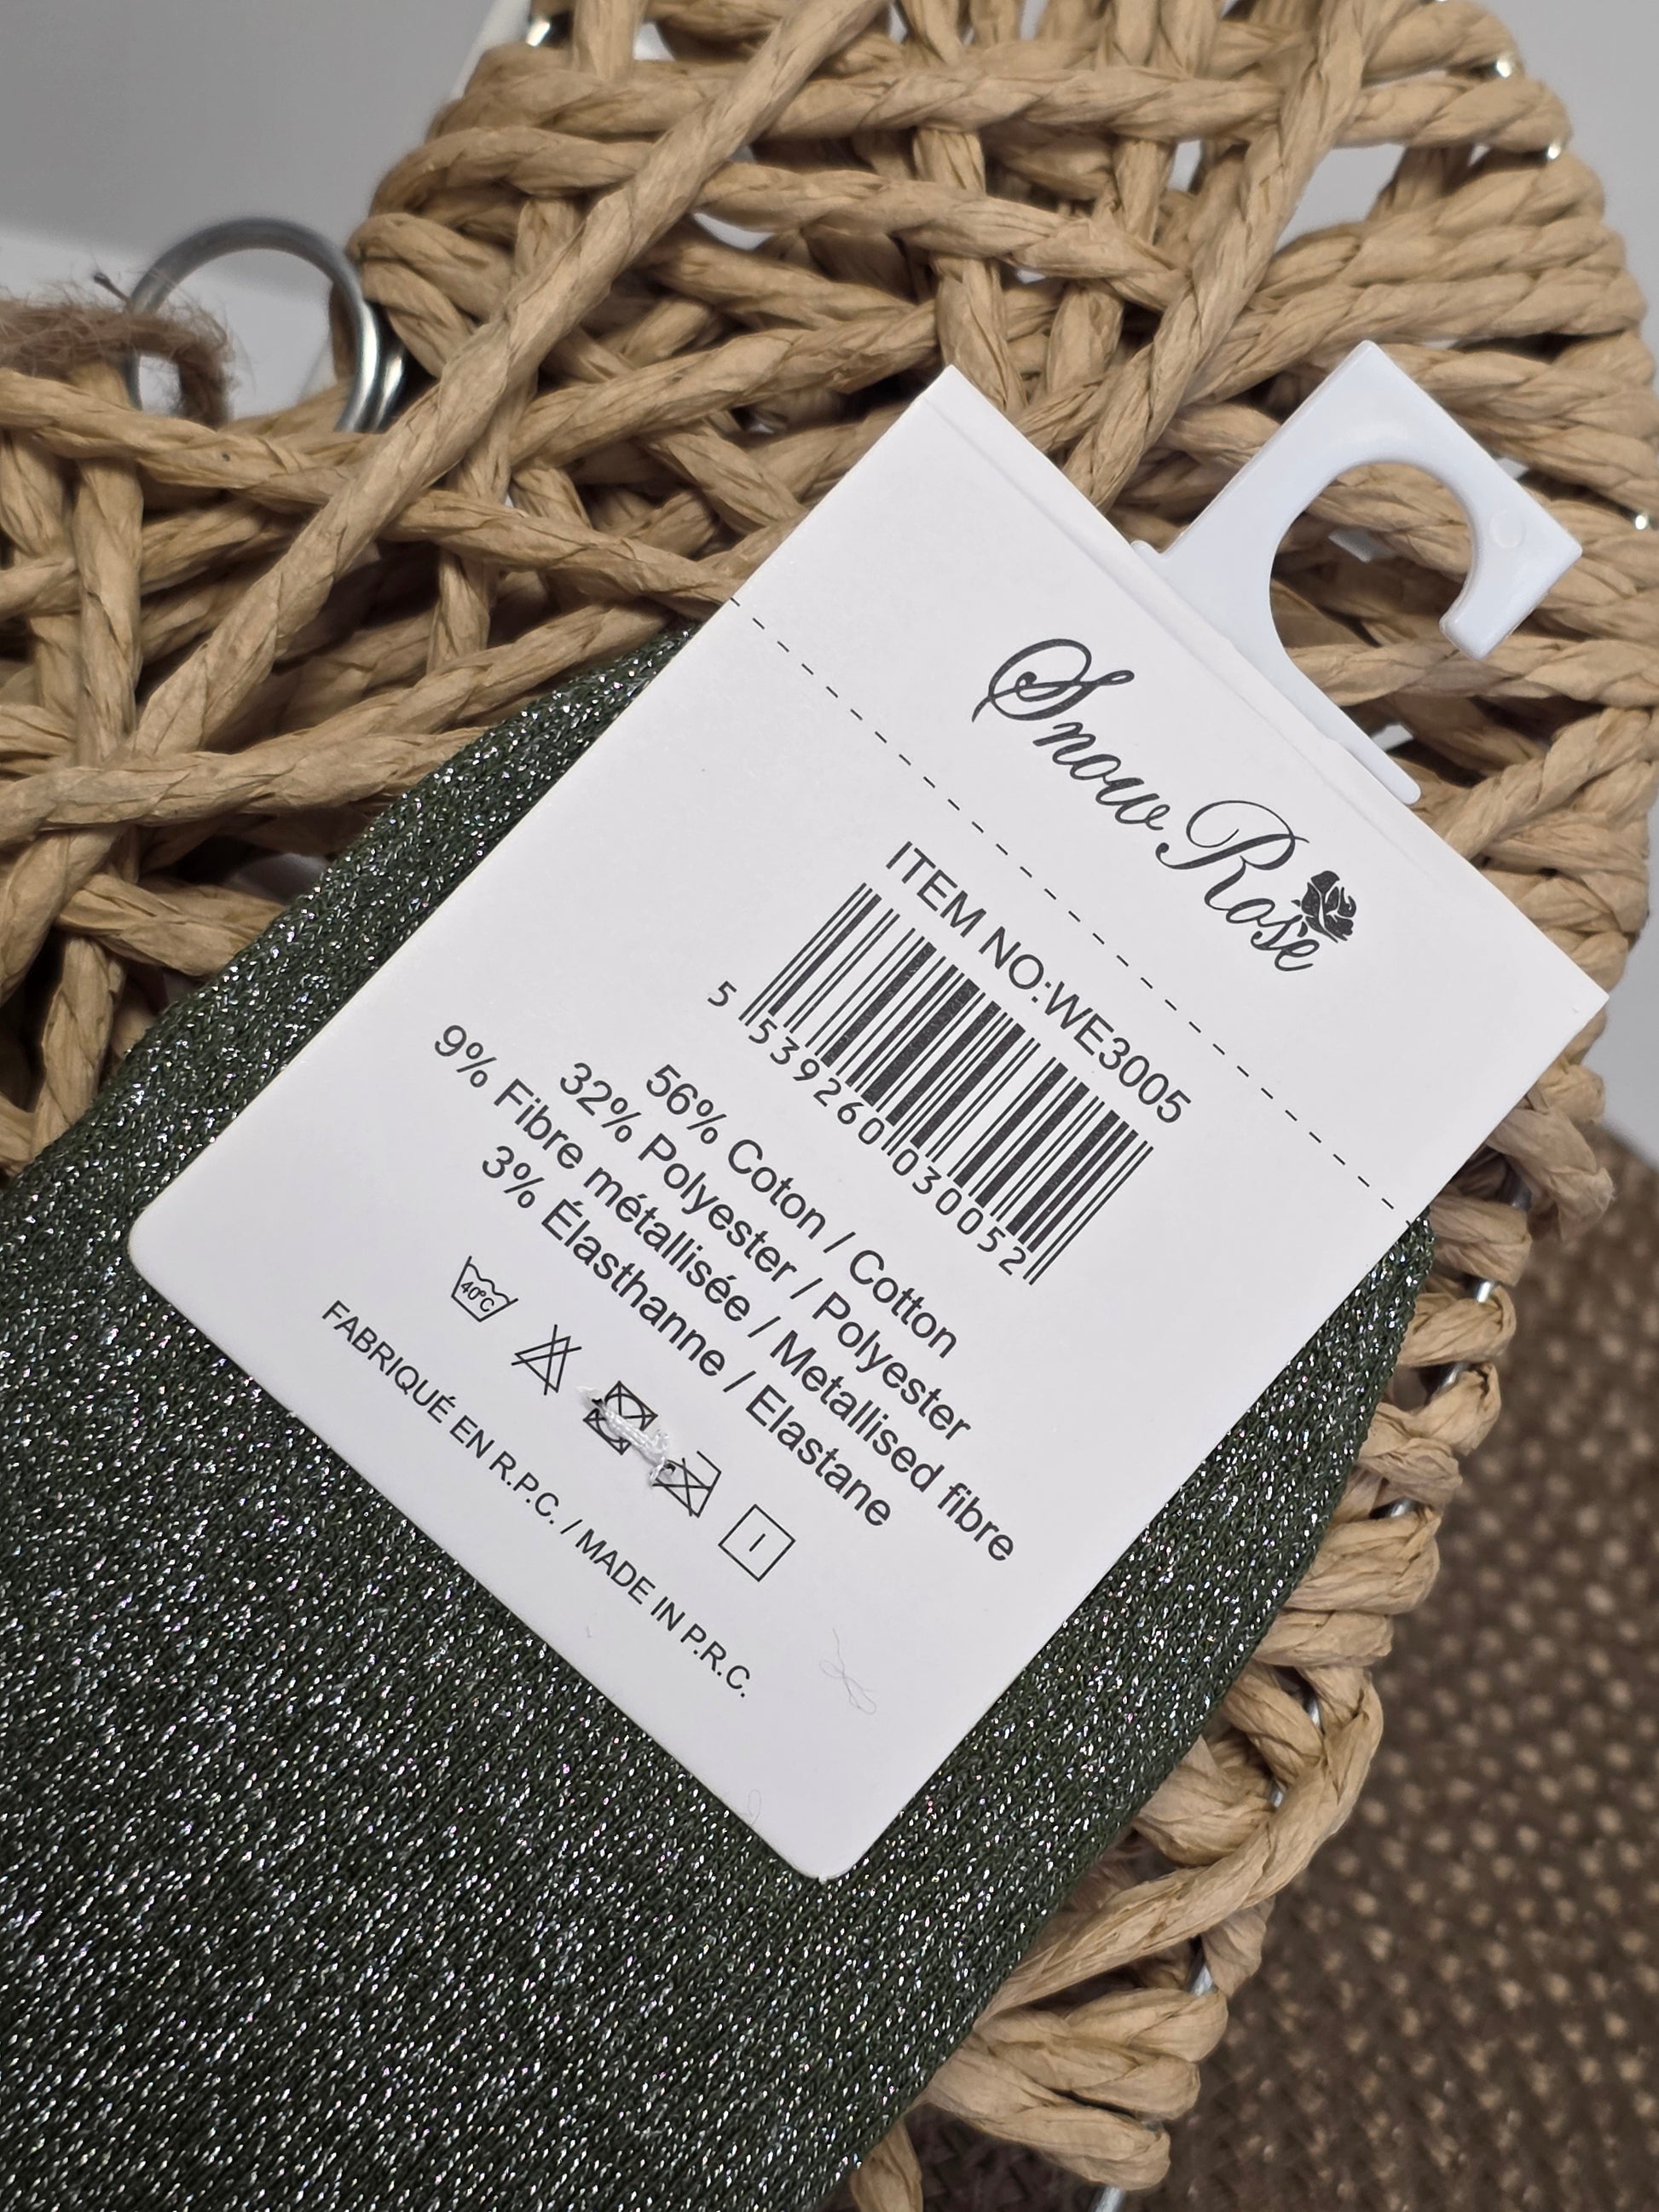 Snow Rose
ITEM NO:WE3005
5 539260 030052
56% Coton / Cotton
32% Polyester / Polyester
9% Fibre métallisée / Metallised fibre
3% Élasthanne / Elastane
40°C
FABRIQUÉ EN R.P.C. / MADE IN P.R.C.